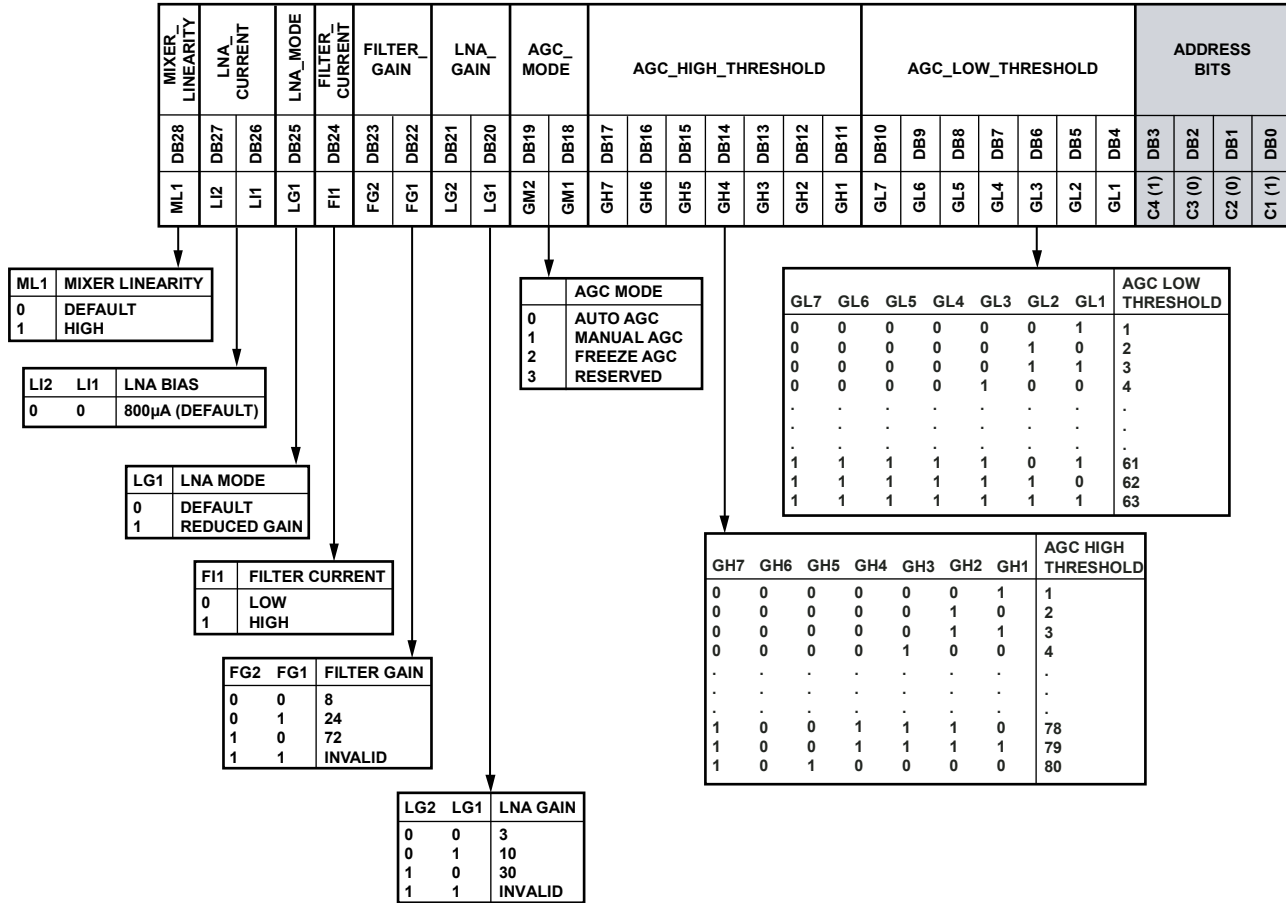 MIXER_ LINEARITY
LNA_ CURRENT
LNA_MODE
FILTER_ CURRENT
FILTER_ GAIN
LNA_ GAIN
AGC_ MODE
AGC_HIGH_THRESHOLD
AGC_LOW_THRESHOLD
ADDRESS BITS
DB28 DB27 DB26 DB25 DB24 DB23 DB22 DB21 DB20 DB19 DB18 DB17 DB16 DB15 DB14 DB13 DB12 DB11 DB10 DB9 DB8 DB7 DB6 DB5 DB4 DB3 DB2 DB1 DB0
ML1 LI2 LI1 LG1 FI1 FG2 FG1 LG2 LG1 GM2 GM1 GH7 GH6 GH5 GH4 GH3 GH2 GH1 GL7 GL6 GL5 GL4 GL3 GL2 GL1 C4 (1) C3 (0) C2 (0) C1 (1)
ML1 MIXER LINEARITY
0 DEFAULT
1 HIGH
LI2 LI1 LNA BIAS
0 0 800µA (DEFAULT)
LG1 LNA MODE
0 DEFAULT
1 REDUCED GAIN
FI1 FILTER CURRENT
0 LOW
1 HIGH
FG2 FG1 FILTER GAIN
0 0 8
0 1 24
1 0 72
1 1 INVALID
LG2 LG1 LNA GAIN
0 0 3
0 1 10
1 0 30
1 1 INVALID
AGC MODE
0 AUTO AGC
1 MANUAL AGC
2 FREEZE AGC
3 RESERVED
GL7 GL6 GL5 GL4 GL3 GL2 GL1 AGC LOW THRESHOLD
0 0 0 0 0 0 1 1
0 0 0 0 0 1 0 2
0 0 0 0 0 1 1 3
0 0 0 0 1 0 0 4
. . . . . . . .
. . . . . . . .
. . . . . . . .
1 1 1 1 1 0 1 61
1 1 1 1 1 1 0 62
1 1 1 1 1 1 1 63
GH7 GH6 GH5 GH4 GH3 GH2 GH1 AGC HIGH THRESHOLD
0 0 0 0 0 0 1 1
0 0 0 0 0 1 0 2
0 0 0 0 0 1 1 3
0 0 0 0 1 0 0 4
. . . . . . . .
. . . . . . . .
. . . . . . . .
1 0 0 1 1 1 0 78
1 0 0 1 1 1 1 79
1 0 1 0 0 0 0 80